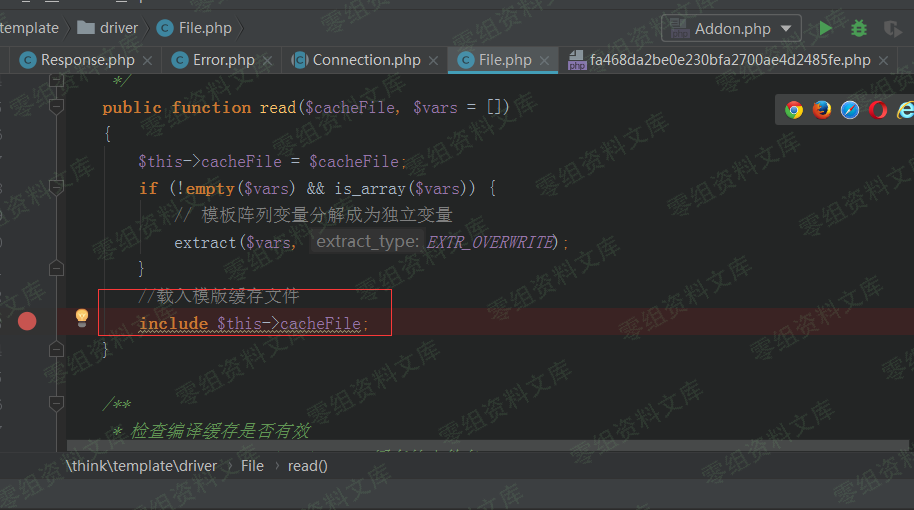 template driver File.php Addon.php
Response.php Error.php Connection.php File.php fa468da2be0e230bfa2700ae4d2485fe.php
*/
public function read($cacheFile, $vars = [])
{
$this->cacheFile = $cacheFile;
if (!empty($vars) && is_array($vars)) {
// 模板阵列变量分解成为独立变量
extract($vars, extract_type: EXTR_OVERWRITE);
}
//载入模版缓存文件
include $this->cacheFile;
}
/**
* 检查编译缓存是否有效
\think\template\driver › File › read()
零组资料文库